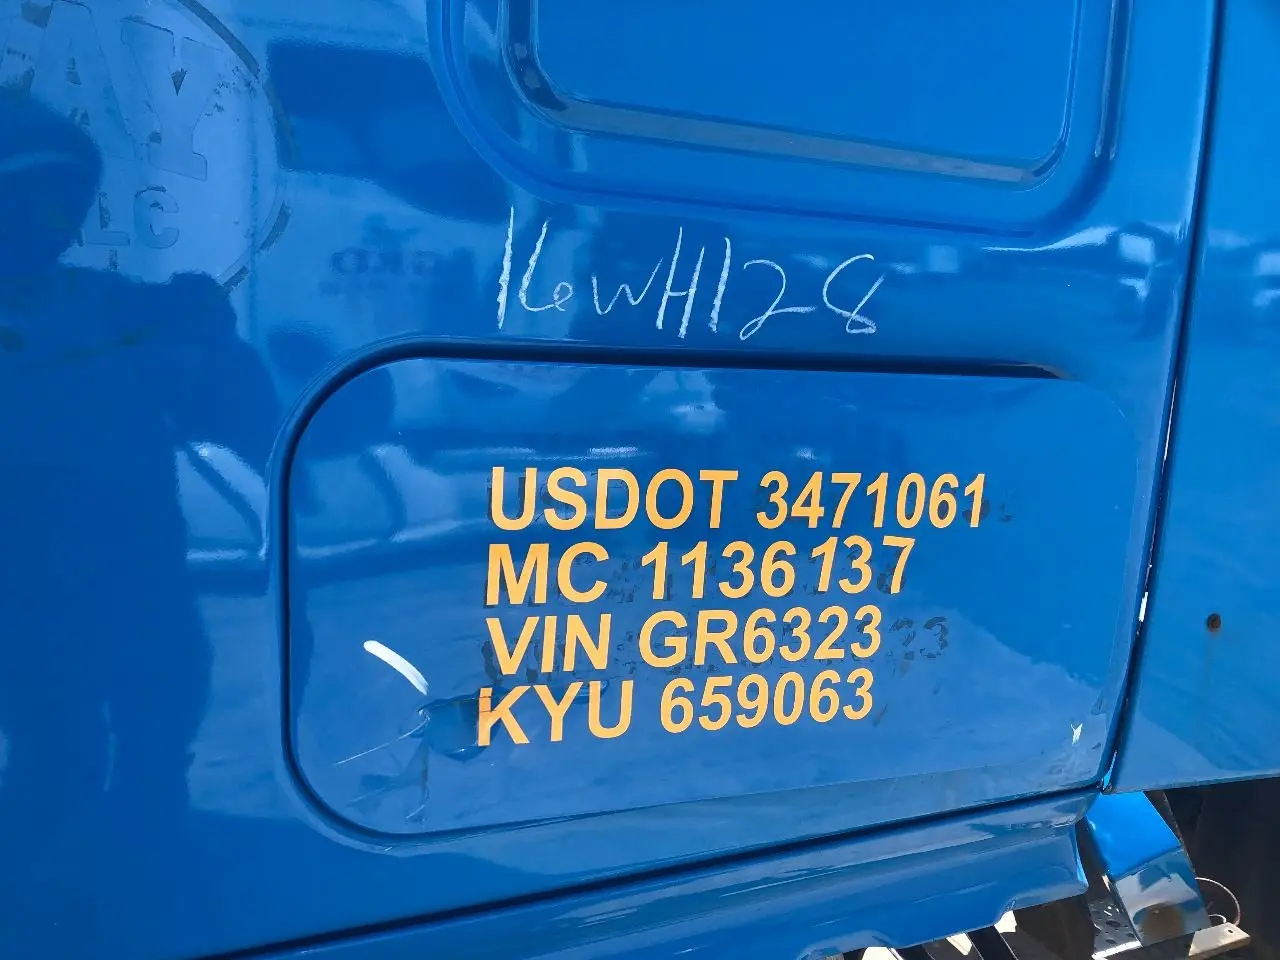 16WH128
USDOT 3471061
MC 1136137
VIN GR6323
KYU 659063